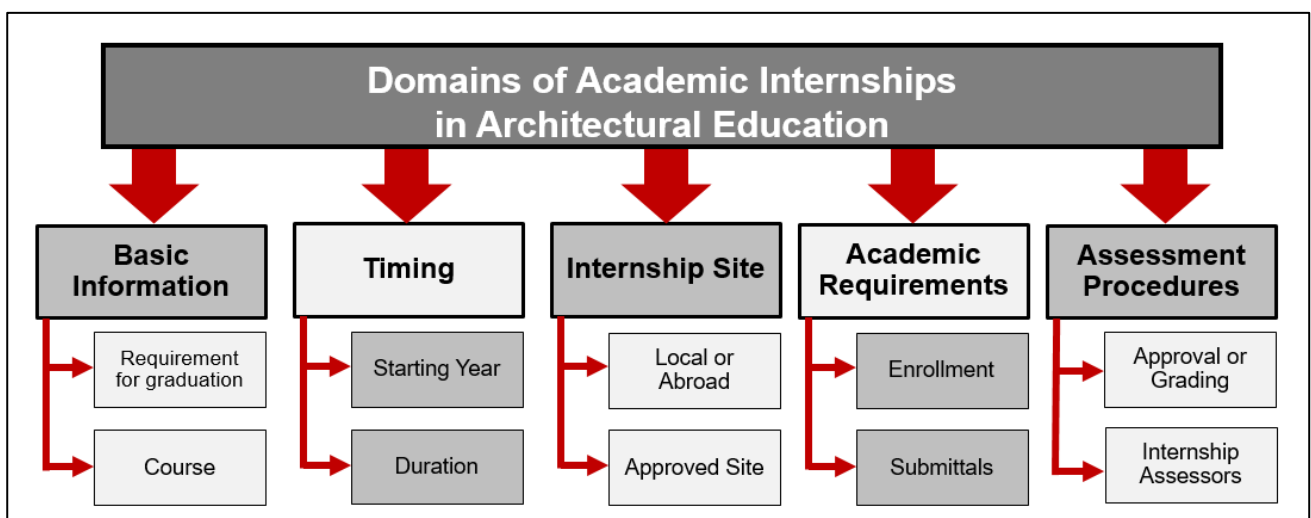 Domains of Academic Internships
in Architectural Education
Basic
Information
Requirement
for graduation
Course
Timing
Starting Year
Duration
Internship Site
Local or
Abroad
Approved Site
Academic
Requirements
Enrollment
Submittals
Assessment
Procedures
Approval or
Grading
Internship
Assessors